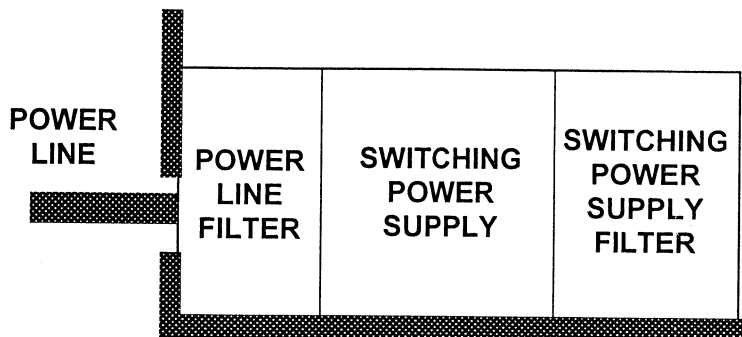 POWER
LINE
POWER
LINE
FILTER
SWITCHING
POWER
SUPPLY
SWITCHING
POWER
SUPPLY
FILTER